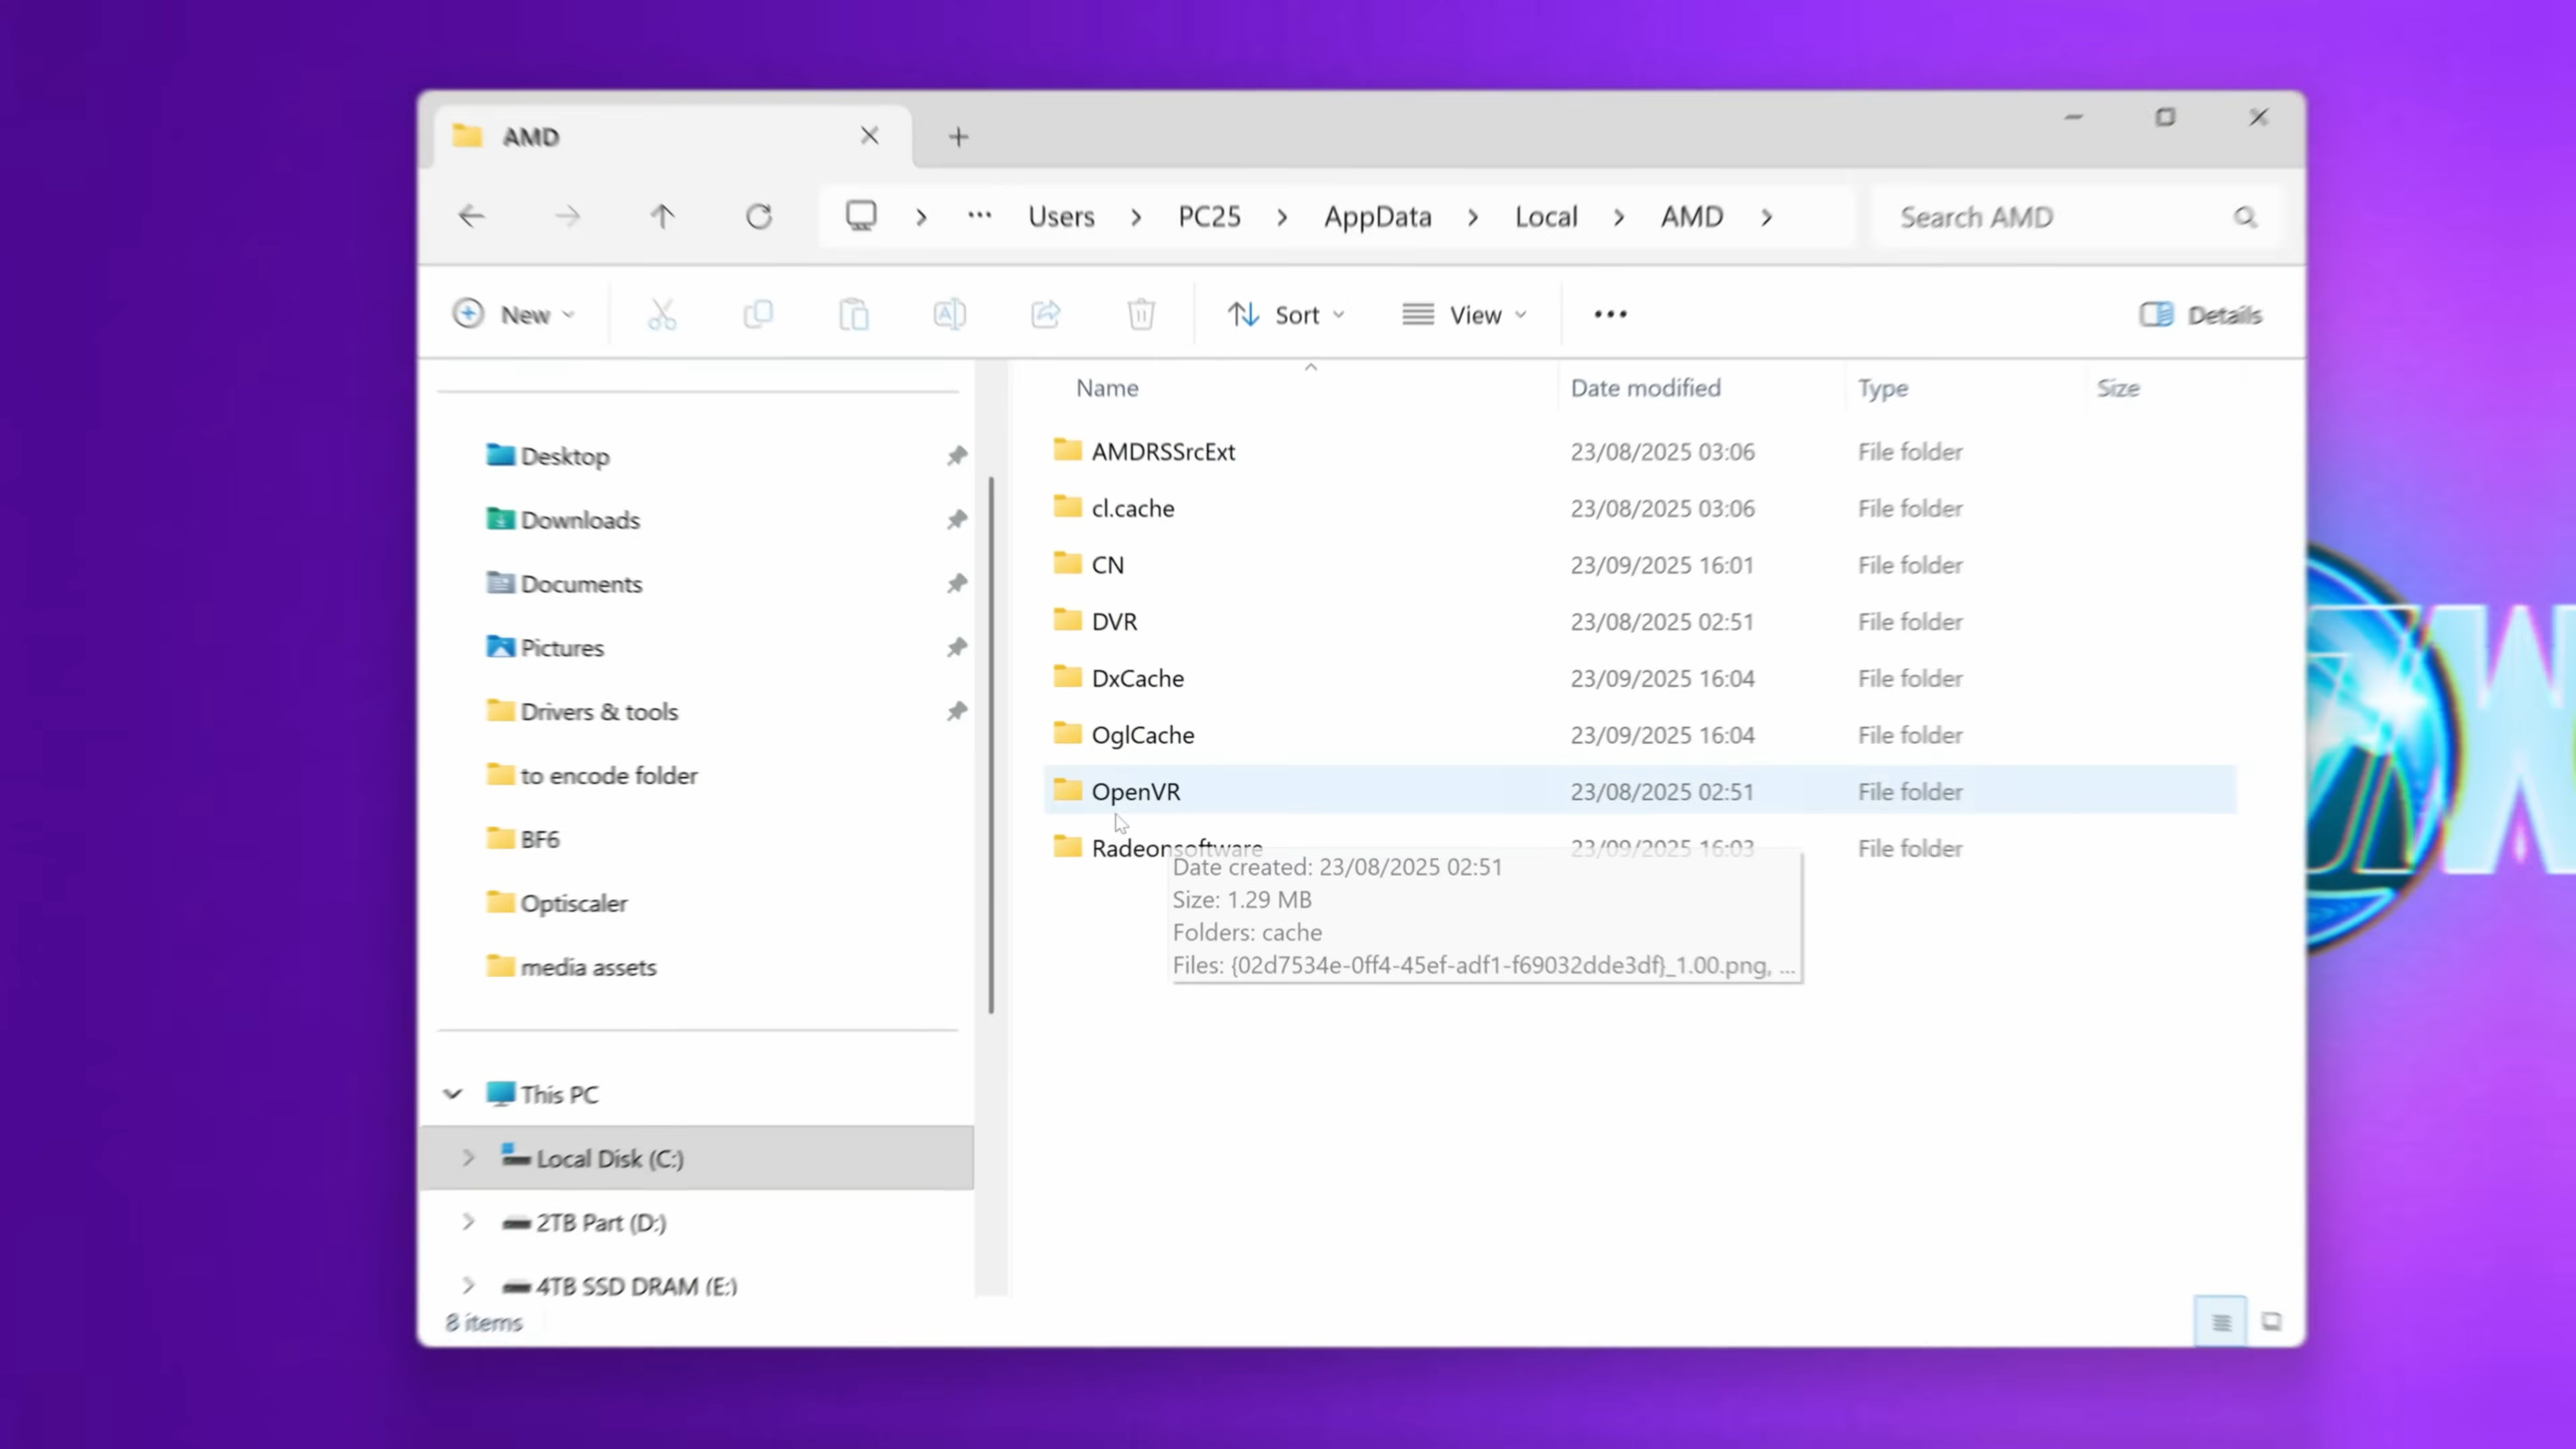 AMD
Users > PC25 > AppData > Local > AMD >
Search AMD
New
Sort
View
Details
Name Date modified Type Size
Desktop
Downloads
Documents
Pictures
Drivers & tools
to encode folder
BF6
Optiscaler
media assets
This PC
Local Disk (C:)
2TB Part (D:)
4TB SSD DRAM (E:)
AMDRSSrcExt 23/08/2025 03:06 File folder
cl.cache 23/08/2025 03:06 File folder
CN 23/09/2025 16:01 File folder
DVR 23/08/2025 02:51 File folder
DxCache 23/09/2025 16:04 File folder
OglCache 23/09/2025 16:04 File folder
OpenVR 23/08/2025 02:51 File folder
Radeonsoftware 23/09/2025 16:03 File folder
Date created: 23/08/2025 02:51
Size: 1.29 MB
Folders: cache
Files: {02d7534e-0ff4-45ef-adf1-f69032dde3df}_1.00.png, ...
8 items